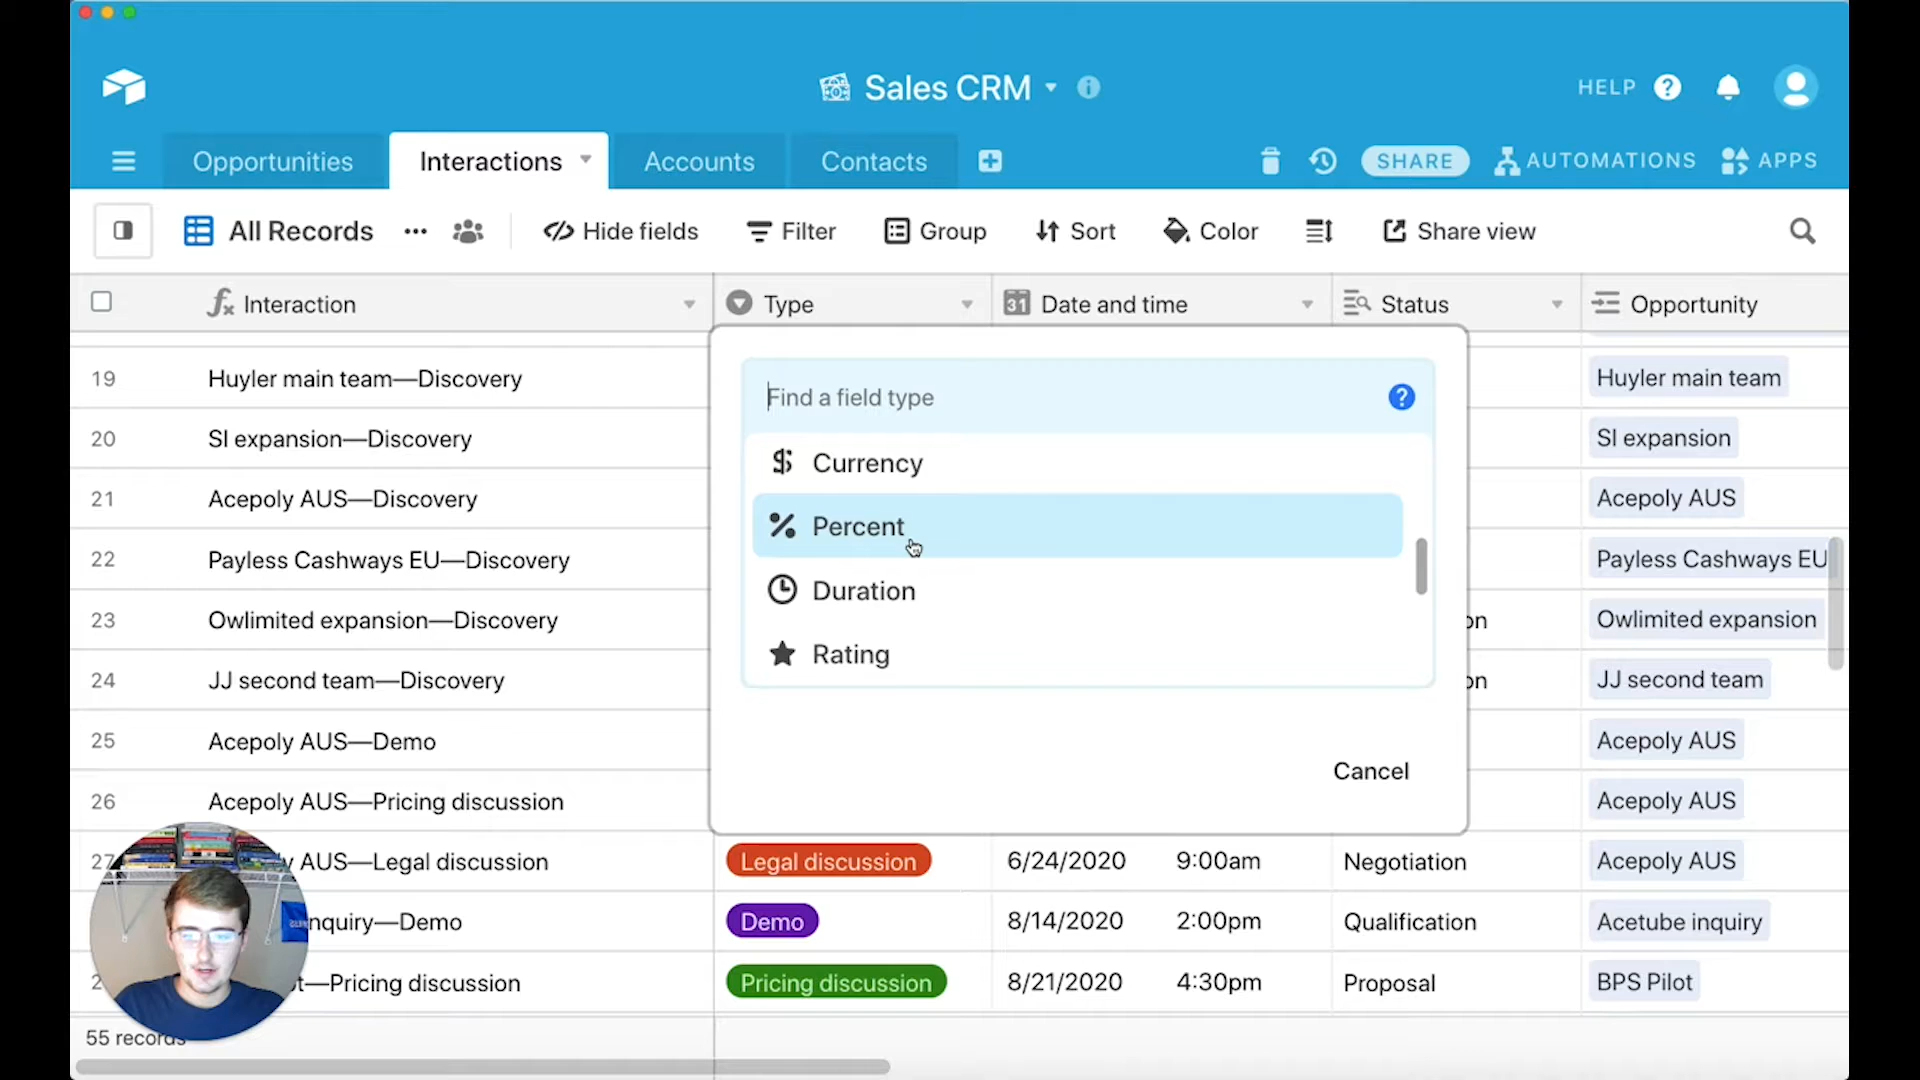 Sales CRM
HELP
Opportunities
Interactions
Accounts
Contacts
SHARE
AUTOMATIONS
APPS
All Records
Hide fields
Filter
Group
Sort
Color
Share view
Interaction
Type
31
Date and time
Status
Opportunity
19 Huyler main team—Discovery Huyler main team
20 SI expansion—Discovery SI expansion
21 Acepoly AUS—Discovery Acepoly AUS
22 Payless Cashways EU—Discovery Payless Cashways EU
23 Owlimited expansion—Discovery on Owlimited expansion
24 JJ second team—Discovery on JJ second team
25 Acepoly AUS—Demo Acepoly AUS
26 Acepoly AUS—Pricing discussion Acepoly AUS
27 y AUS—Legal discussion Legal discussion 6/24/2020 9:00am Negotiation Acepoly AUS
nquiry—Demo Demo 8/14/2020 2:00pm Qualification Acetube inquiry
2 t—Pricing discussion Pricing discussion 8/21/2020 4:30pm Proposal BPS Pilot
55 records
Find a field type
Currency
Percent
Duration
Rating
Cancel